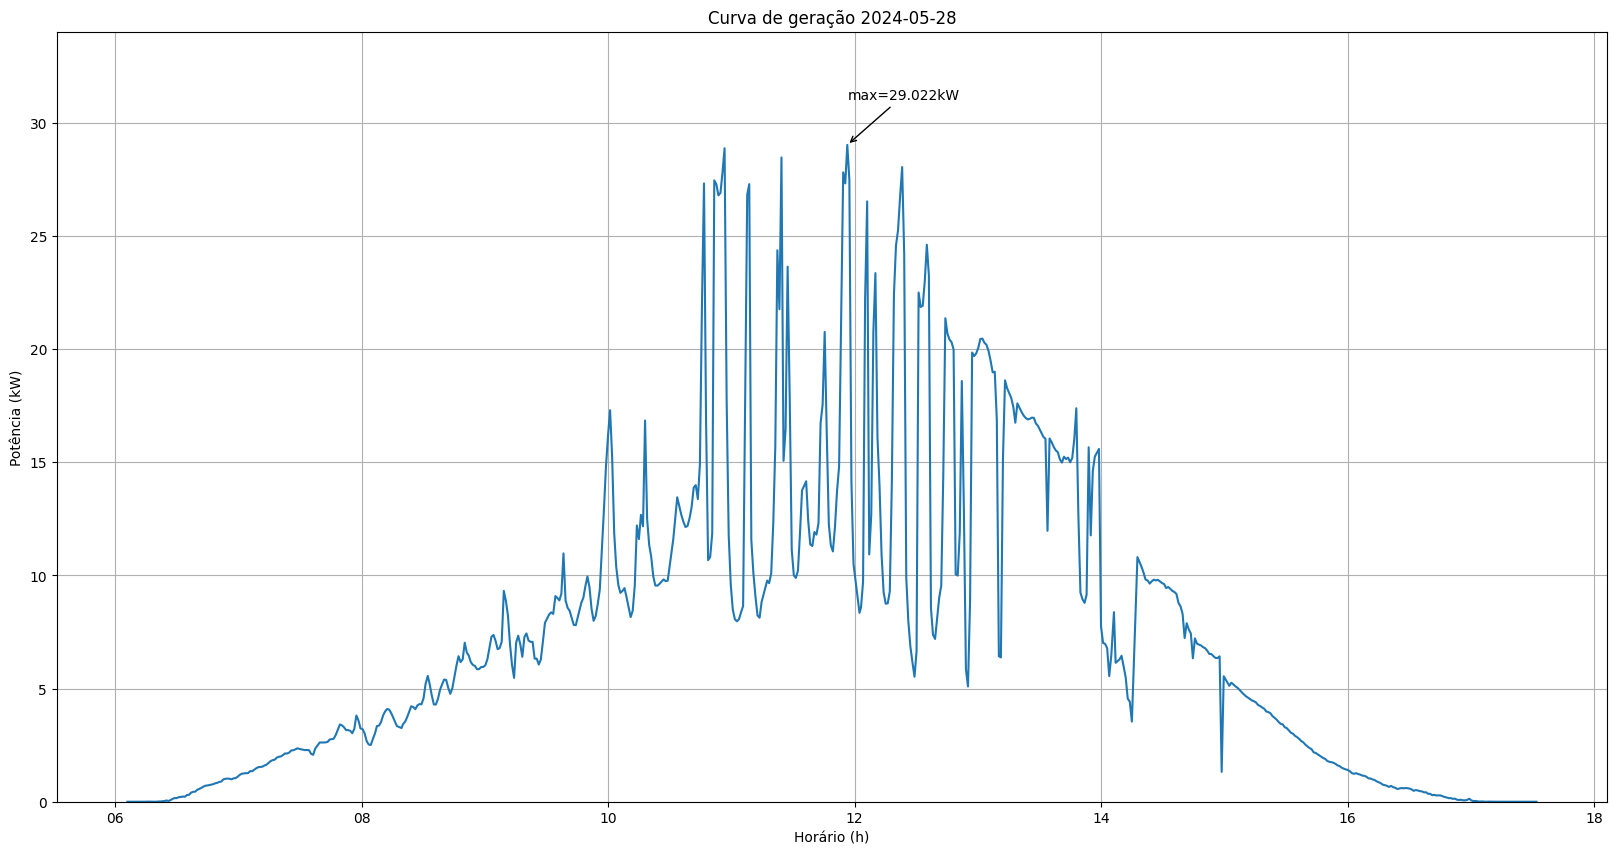 Curva de geração 2024-05-28
max=29.022kW
Potência (kW)
30
25
20
15
10
5
0
06 08 10 12 14 16 18
Horário (h)